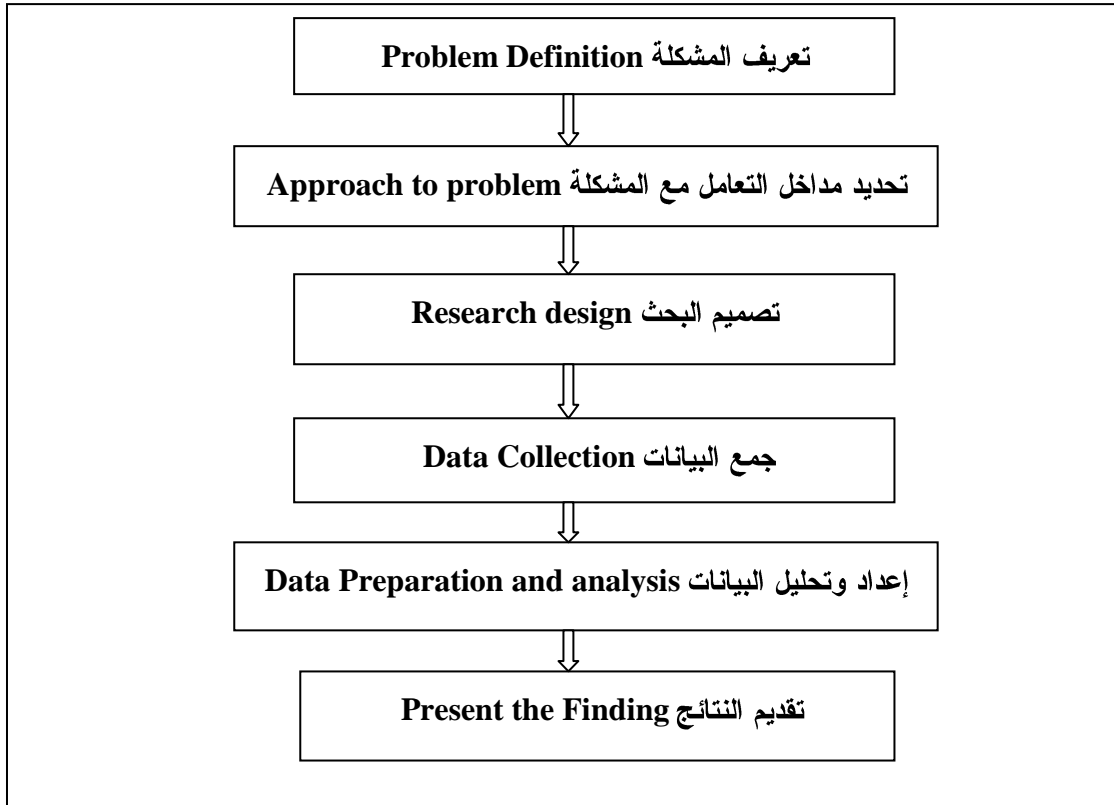 تعريف المشكلة Problem Definition
تحديد مداخل التعامل مع المشكلة Approach to problem
تصميم البحث Research design
جمع البيانات Data Collection
إعداد وتحليل البيانات Data Preparation and analysis
تقديم النتائج Present the Finding